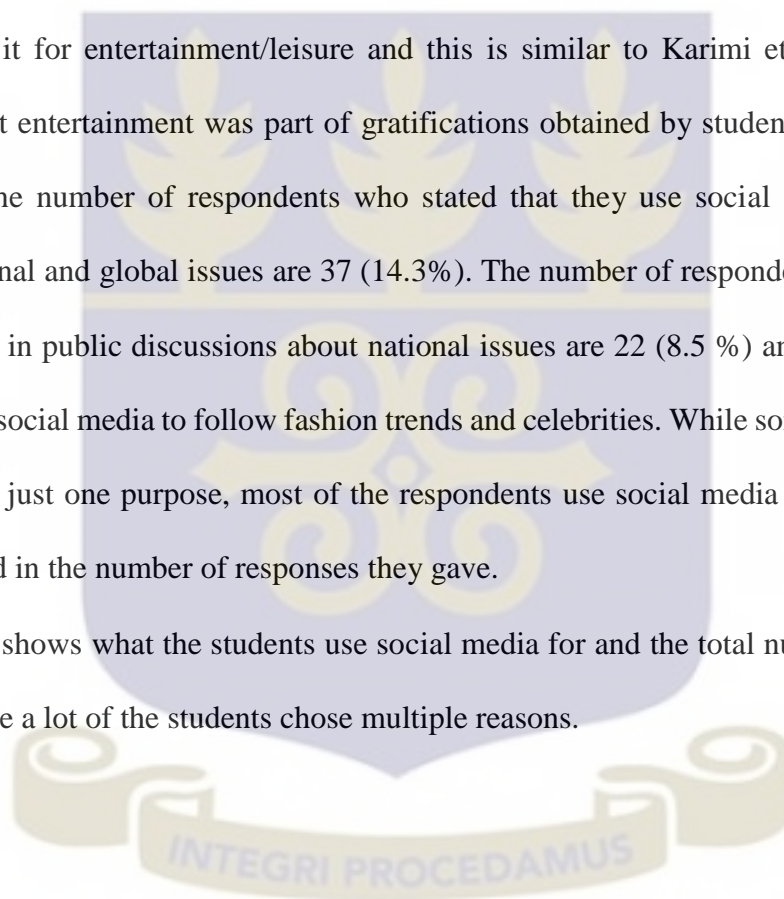 it for entertainment/leisure and this is similar to Karimi et
t entertainment was part of gratifications obtained by studen
he number of respondents who stated that they use social
nal and global issues are 37 (14.3%). The number of responde
in public discussions about national issues are 22 (8.5 %) an
social media to follow fashion trends and celebrities. While so
just one purpose, most of the respondents use social media
d in the number of responses they gave.
shows what the students use social media for and the total nu
e a lot of the students chose multiple reasons.
INTEGRI PROCEDAMUS